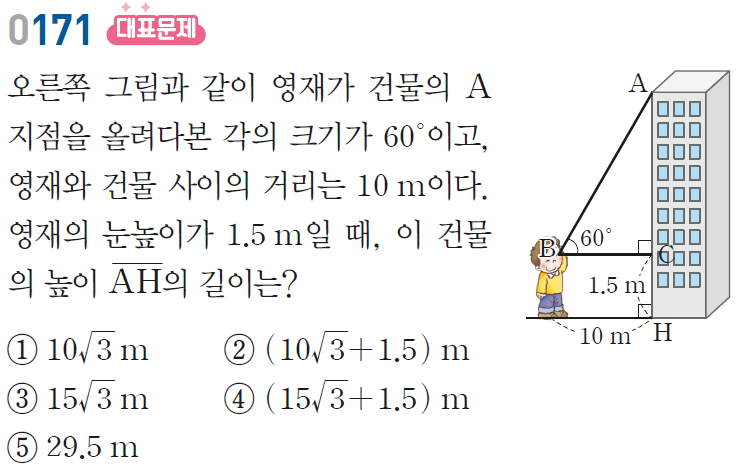 0171 대표문제
오른쪽 그림과 같이 영재가 건물의 A
지점을 올려다본 각의 크기가 60°이고,
영재와 건물 사이의 거리는 10 m이다.
영재의 눈높이가 1.5 m일 때, 이 건물
의 높이 \overline{AH}의 길이는?
① 10√3 m ② (10√3+1.5) m
③ 15√3 m ④ (15√3+1.5) m
⑤ 29.5 m
A
B 60° C
1.5 m
10 m H